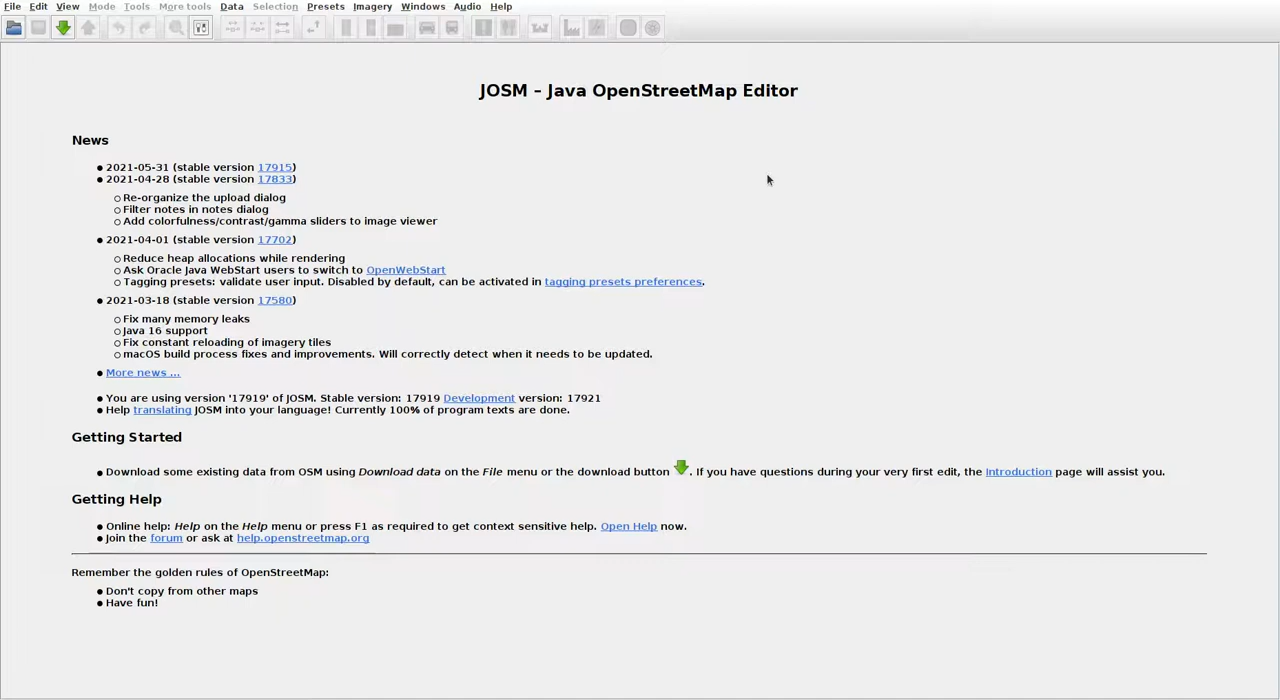 File Edit View Mode Tools More tools Data Selection Presets Imagery Windows Audio Help
JOSM – Java OpenStreetMap Editor
News
2021-05-31 (stable version 17915)
2021-04-28 (stable version 17833)
Re-organize the upload dialog
Filter notes in notes dialog
Add colorfulness/contrast/gamma sliders to image viewer
2021-04-01 (stable version 17702)
Reduce heap allocations while rendering
Ask Oracle Java WebStart users to switch to OpenWebStart
Tagging presets: validate user input. Disabled by default, can be activated in tagging presets preferences.
2021-03-18 (stable version 17580)
Fix many memory leaks
Java 16 support
Fix constant reloading of imagery tiles
macOS build process fixes and improvements. Will correctly detect when it needs to be updated.
More news ...
You are using version '17919' of JOSM. Stable version: 17919 Development version: 17921
Help translating JOSM into your language! Currently 100% of program texts are done.
Getting Started
Download some existing data from OSM using Download data on the File menu or the download button . If you have questions during your very first edit, the Introduction page will assist you.
Getting Help
Online help: Help on the Help menu or press F1 as required to get context sensitive help. Open Help now.
Join the forum or ask at help.openstreetmap.org
Remember the golden rules of OpenStreetMap:
Don't copy from other maps
Have fun!